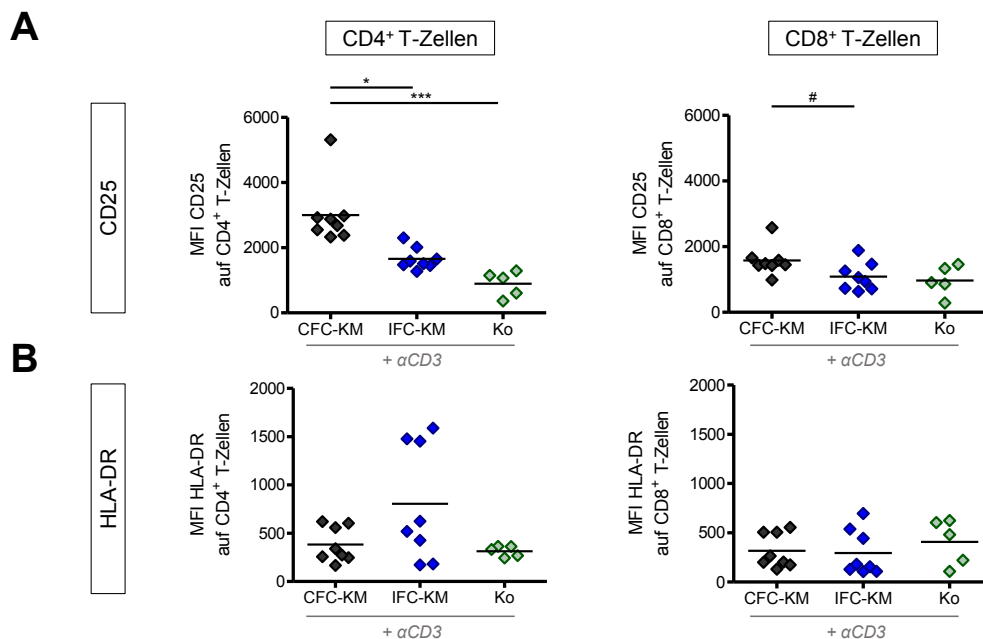 A
CD4+ T-Zellen
CD8+ T-Zellen
CD25
MFI CD25
auf CD4+ T-Zellen
6000
4000
2000
0
*
***
CFC-KM IFC-KM Ko
+ αCD3
MFI CD25
auf CD8+ T-Zellen
6000
4000
2000
0
#
CFC-KM IFC-KM Ko
+ αCD3
B
HLA-DR
MFI HLA-DR
auf CD4+ T-Zellen
2000
1500
1000
500
0
CFC-KM IFC-KM Ko
+ αCD3
MFI HLA-DR
auf CD8+ T-Zellen
2000
1500
1000
500
0
CFC-KM IFC-KM Ko
+ αCD3